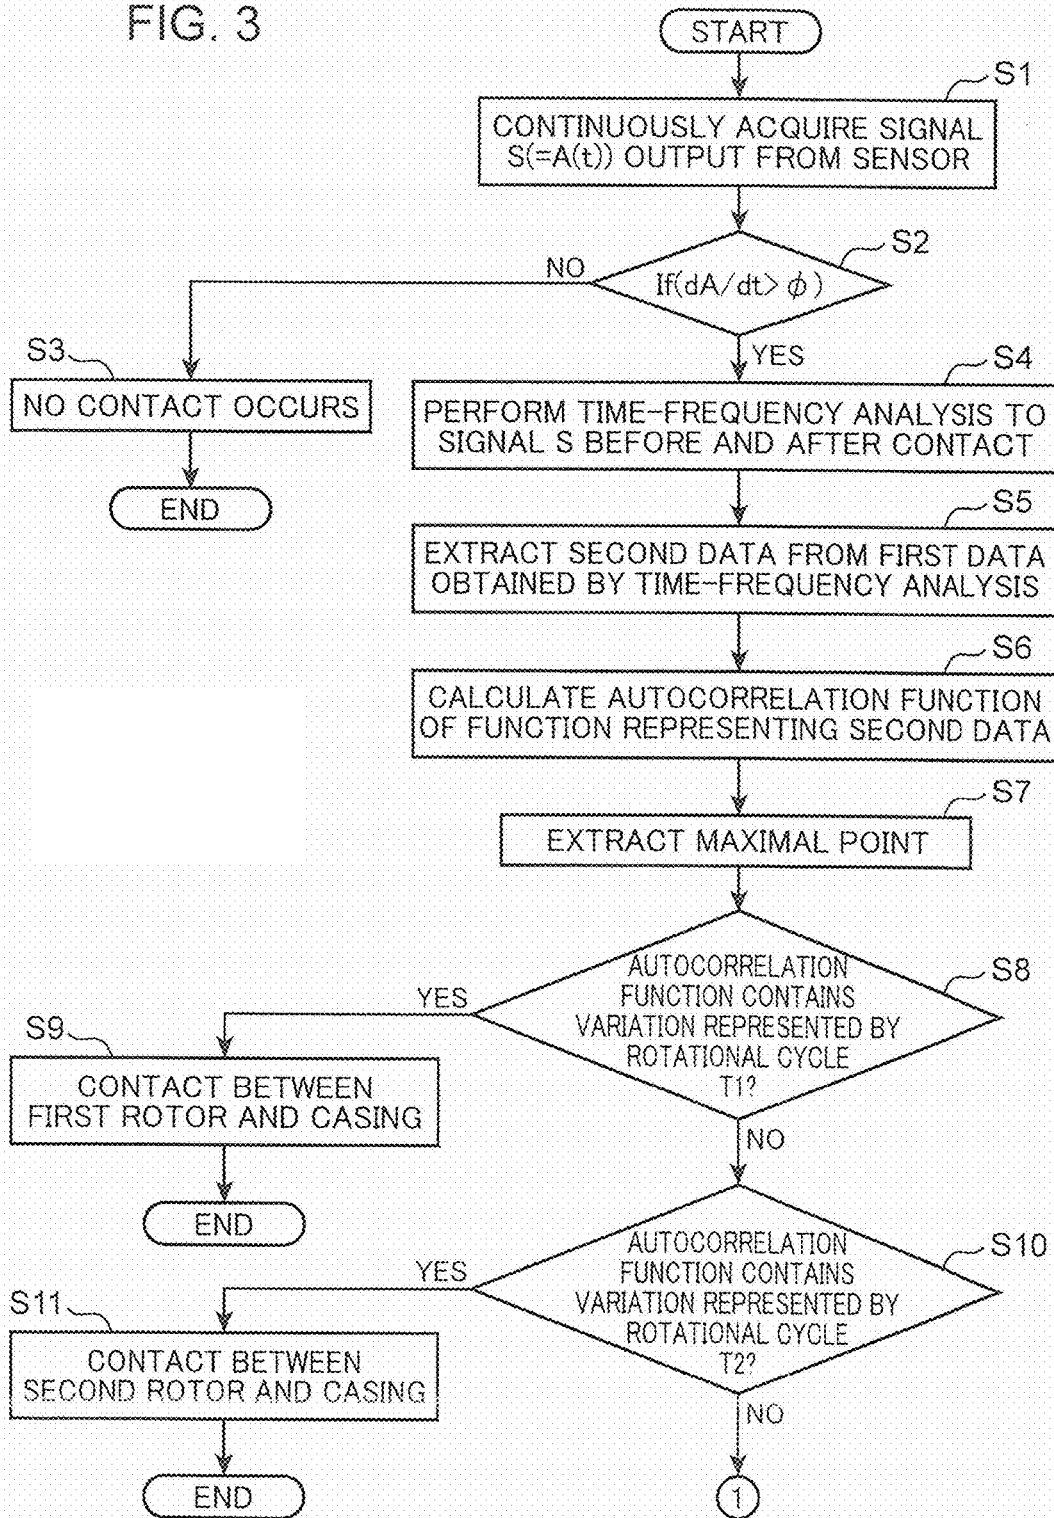 FIG. 3
START
S1
CONTINUOUSLY ACQUIRE SIGNAL
S(=A(t)) OUTPUT FROM SENSOR
S2
If(dA/dt> ϕ)
NO
YES
S3
NO CONTACT OCCURS
END
S4
PERFORM TIME-FREQUENCY ANALYSIS TO
SIGNAL S BEFORE AND AFTER CONTACT
S5
EXTRACT SECOND DATA FROM FIRST DATA
OBTAINED BY TIME-FREQUENCY ANALYSIS
S6
CALCULATE AUTOCORRELATION FUNCTION
OF FUNCTION REPRESENTING SECOND DATA
S7
EXTRACT MAXIMAL POINT
S8
AUTOCORRELATION
FUNCTION CONTAINS
VARIATION REPRESENTED BY
ROTATIONAL CYCLE
T1?
YES
S9
CONTACT BETWEEN
FIRST ROTOR AND CASING
END
NO
S10
AUTOCORRELATION
FUNCTION CONTAINS
VARIATION REPRESENTED BY
ROTATIONAL CYCLE
T2?
YES
S11
CONTACT BETWEEN
SECOND ROTOR AND CASING
END
NO
1